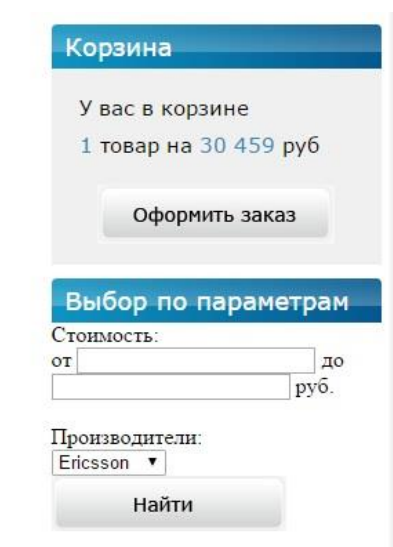 Корзина
У вас в корзине
1 товар на 30 459 руб
Оформить заказ
Выбор по параметрам
Стоимость:
от до
руб.
Производители:
Ericsson
Найти